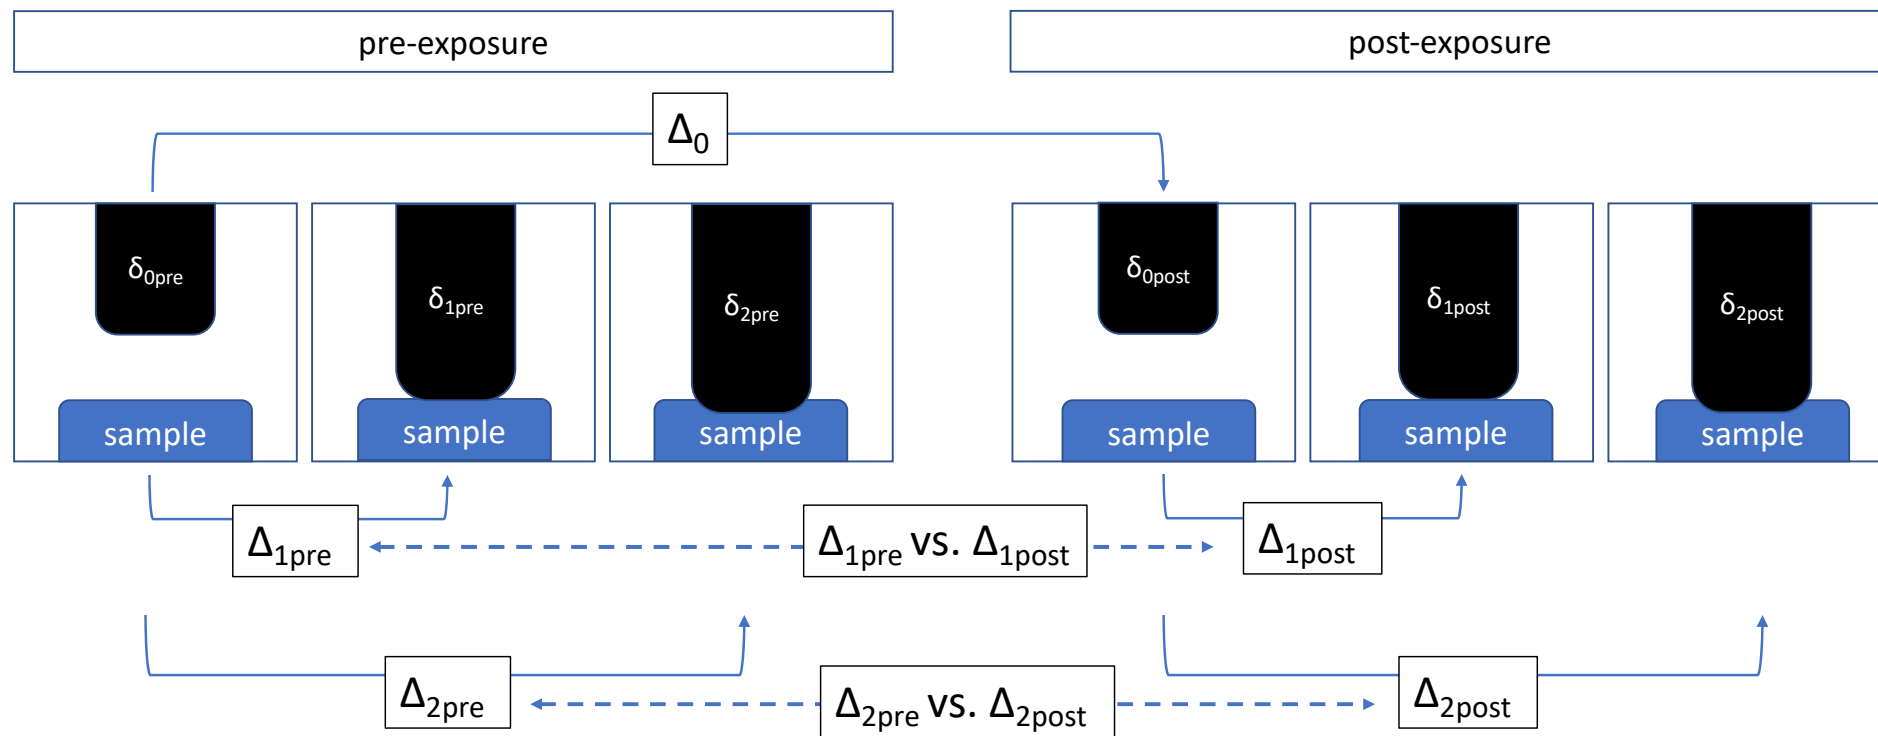 pre-exposure
post-exposure
Δ₀
δ₀pre
δ₁pre
δ₂pre
δ₀post
δ₁post
δ₂post
sample
sample
sample
sample
sample
sample
Δ₁pre
Δ₁pre vs. Δ₁post
Δ₁post
Δ₂pre
Δ₂pre vs. Δ₂post
Δ₂post